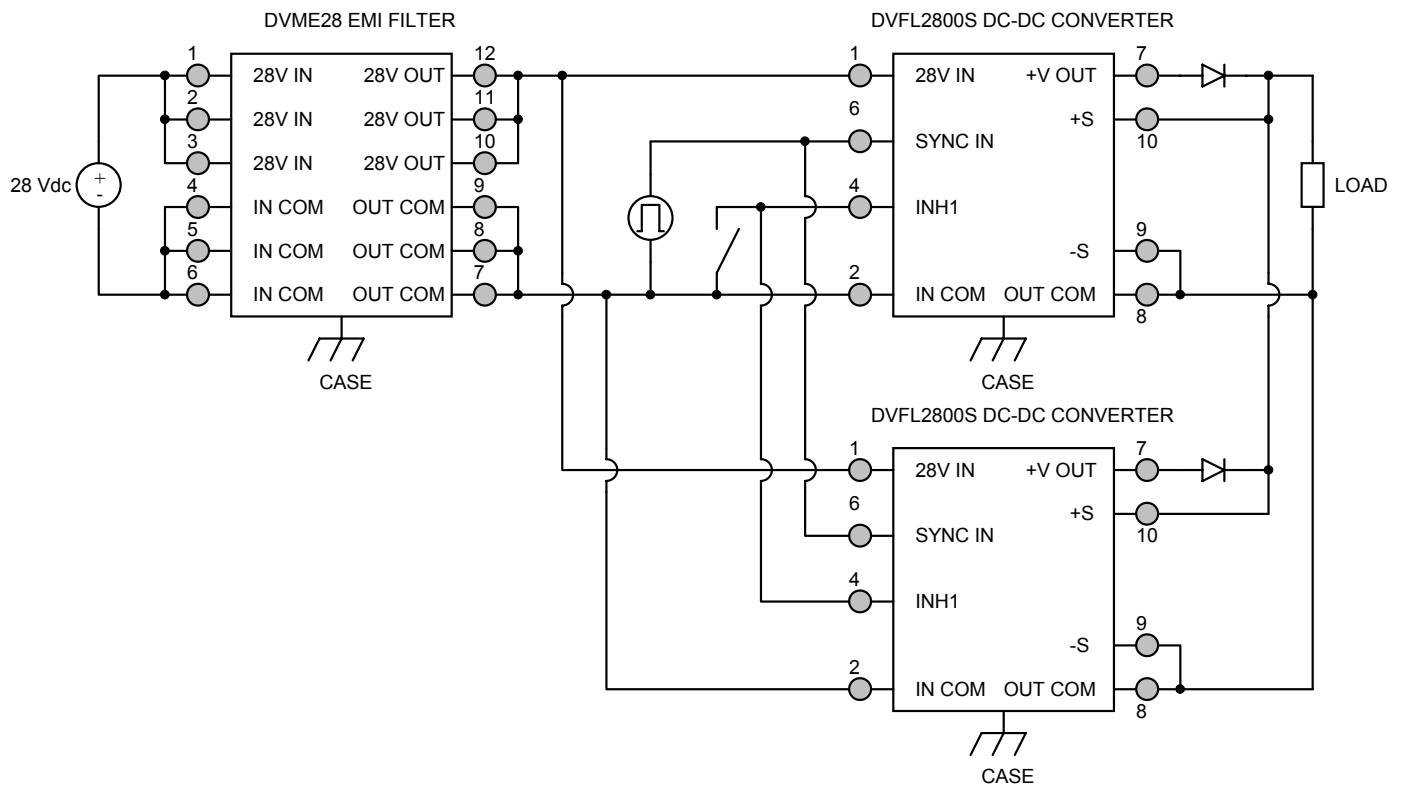 DVME28 EMI FILTER
DVFL2800S DC-DC CONVERTER
1 28V IN 28V OUT 12
2 28V IN 28V OUT 11
3 28V IN 28V OUT 10
4 IN COM OUT COM 9
5 IN COM OUT COM 8
6 IN COM OUT COM 7
28 Vdc
+
-
CASE
1 28V IN +V OUT 7
+S 10
6 SYNC IN
4 INH1
-S 9
2 IN COM OUT COM 8
LOAD
CASE
DVFL2800S DC-DC CONVERTER
1 28V IN +V OUT 7
+S 10
6 SYNC IN
4 INH1
-S 9
2 IN COM OUT COM 8
CASE